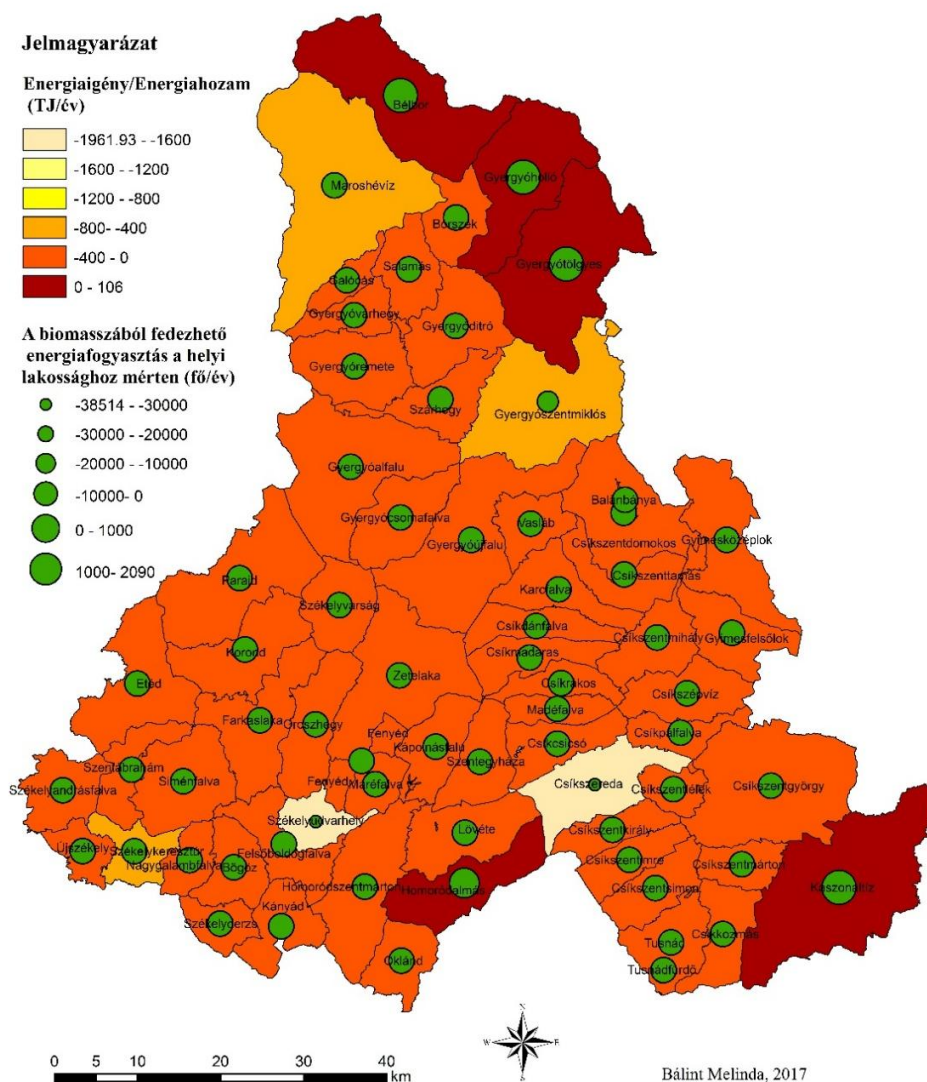 Jelmagyarázat
Energiaigény/Energiahozam
(TJ/év)
-1961.93 - -1600
-1600 - -1200
-1200 - -800
-800- -400
-400 - 0
0 - 106
A biomasszából fedezhető
energiafogyasztás a helyi
lakossághoz mérten (fő/év)
-38514 - -30000
-30000 - -20000
-20000 - -10000
-10000- 0
0 - 1000
1000- 2090
Bélbor
Maroshévíz
Gyergyóholló
Borszék
Gyergyótölgyes
Salamás
Galócás
Gyergyóvárhegy
Gyergyóditró
Gyergyóremete
Szárhegy
Gyergyószentmiklós
Gyergyóalfalu
Balánbánya
Gyergyócsomafalva
Vasláb
Gyergyóújfalu
Csíkszentdomokos
Gyimesközéplok
Parajd
Csíkszenttamás
Karcfalva
Székelyvarság
Csíkdánfalva
Csíkszentmihály
Gyimesfelsőlok
Korond
Csíkmadaras
Zetelaka
Etéd
Csíkrákos
Csíkszépvíz
Madéfalva
Farkaslaka
Oroszhegy
Fenyéd
Csíkpálfalva
Kápolnásfalu
Csíkcsicsó
Szentegyháza
Szentábrahám
Siménfalva
Fenyéd
Máréfalva
Csíkszereda
Csíkszentlélek
Csíkszentgyörgy
Székelyandrásfalva
Székelyudvarhely
Lövéte
Csíkszentkirály
Újszékely
Székelykeresztúr
Nagygalambfalva
Felsőboldogfalva
Bögöz
Csíkszentimre
Csíkszentmárton
Homoródszentmárton
Homoródalmás
Csíkszentsimon
Kászonaltíz
Kányád
Székelyderzs
Csíkkozmás
Tusnád
Oklánd
Tusnádfürdő
N
W
E
S
0
5
10
20
30
40
km
Bálint Melinda, 2017